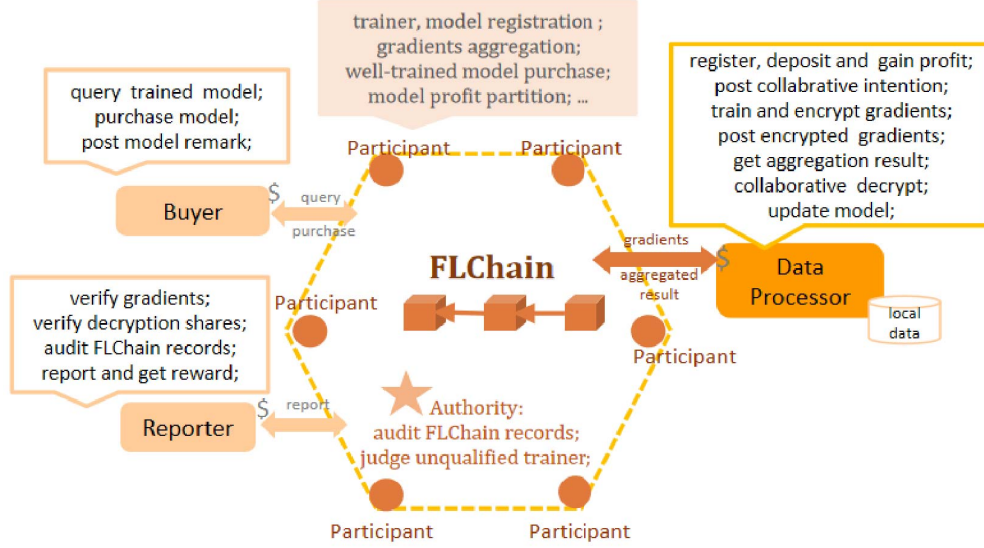 trainer, model registration ;
gradients aggregation;
well-trained model purchase;
model profit partition; ...
query trained model;
purchase model;
post model remark;
register, deposit and gain profit;
post collabrative intention;
train and encrypt gradients;
post encrypted gradients;
get aggregation result;
collaborative decrypt;
update model;
Participant
Participant
$
Buyer
query
purchase
FLChain
gradients
aggregated
result
$
Data
Processor
local
data
verify gradients;
verify decryption shares;
audit FLChain records;
report and get reward;
Participant
Participant
$
Reporter
report
Authority:
audit FLChain records;
judge unqualified trainer;
Participant
Participant